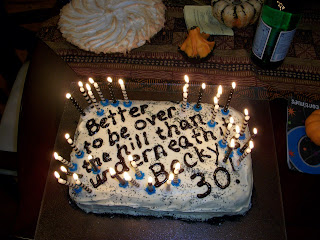 Better
to be over
the hill than
underneath it
Becky
30!